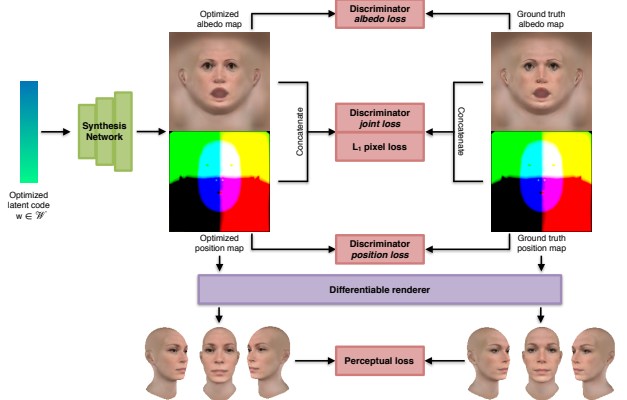 Optimized
albedo map
Discriminator
albedo loss
Ground truth
albedo map
Synthesis
Network
Concatenate
Discriminator
joint loss
L₁ pixel loss
Concatenate
Optimized
latent code
w ∈ 𝒲
Optimized
position map
Discriminator
position loss
Ground truth
position map
Differentiable renderer
Perceptual loss